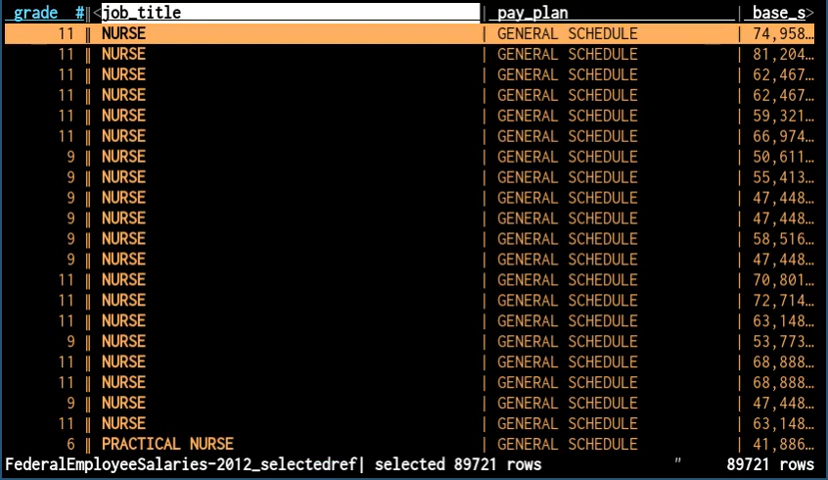 grade #‖<job_title | pay_plan | base_s>
11 ‖ NURSE | GENERAL SCHEDULE | 74,958…
11 ‖ NURSE | GENERAL SCHEDULE | 81,204…
11 ‖ NURSE | GENERAL SCHEDULE | 62,467…
11 ‖ NURSE | GENERAL SCHEDULE | 62,467…
11 ‖ NURSE | GENERAL SCHEDULE | 59,321…
11 ‖ NURSE | GENERAL SCHEDULE | 66,974…
9 ‖ NURSE | GENERAL SCHEDULE | 50,611…
9 ‖ NURSE | GENERAL SCHEDULE | 55,413…
9 ‖ NURSE | GENERAL SCHEDULE | 47,448…
9 ‖ NURSE | GENERAL SCHEDULE | 47,448…
9 ‖ NURSE | GENERAL SCHEDULE | 58,516…
9 ‖ NURSE | GENERAL SCHEDULE | 47,448…
11 ‖ NURSE | GENERAL SCHEDULE | 70,801…
11 ‖ NURSE | GENERAL SCHEDULE | 72,714…
11 ‖ NURSE | GENERAL SCHEDULE | 63,148…
9 ‖ NURSE | GENERAL SCHEDULE | 53,773…
11 ‖ NURSE | GENERAL SCHEDULE | 68,888…
11 ‖ NURSE | GENERAL SCHEDULE | 68,888…
9 ‖ NURSE | GENERAL SCHEDULE | 47,448…
11 ‖ NURSE | GENERAL SCHEDULE | 63,148…
6 ‖ PRACTICAL NURSE | GENERAL SCHEDULE | 41,886…
FederalEmployeeSalaries-2012_selectedref| selected 89721 rows " 89721 rows